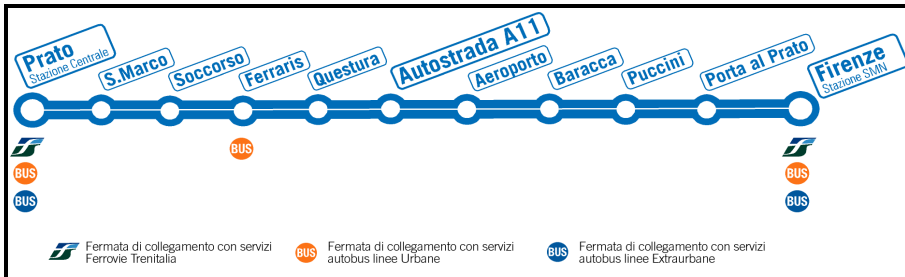 Prato
Stazione Centrale
S.Marco
Soccorso
Ferraris
Questura
Autostrada A11
Aeroporto
Baracca
Puccini
Porta al Prato
Firenze
Stazione SMN
BUS
BUS
BUS
BUS
BUS
Fermata di collegamento con servizi
Ferrovie Trenitalia
BUS
Fermata di collegamento con servizi
autobus linee Urbane
BUS
Fermata di collegamento con servizi
autobus linee Extraurbane